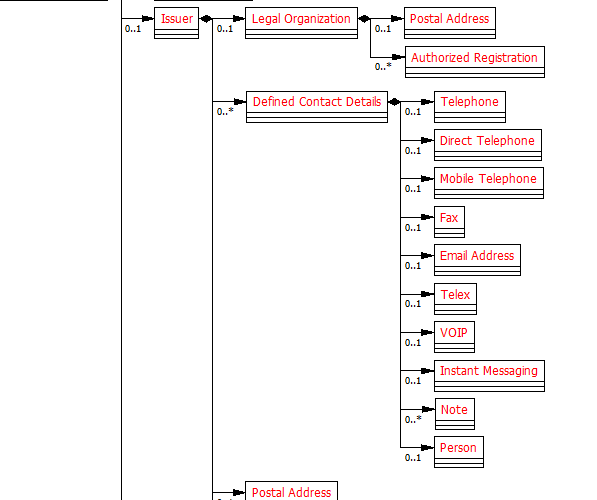 Issuer
0..1
Legal Organization
0..1
Postal Address
0..1
Authorized Registration
0..*
Defined Contact Details
0..*
Telephone
0..1
Direct Telephone
0..1
Mobile Telephone
0..1
Fax
0..1
Email Address
0..1
Telex
0..1
VOIP
0..1
Instant Messaging
0..1
Note
0..*
Person
0..1
Postal Address